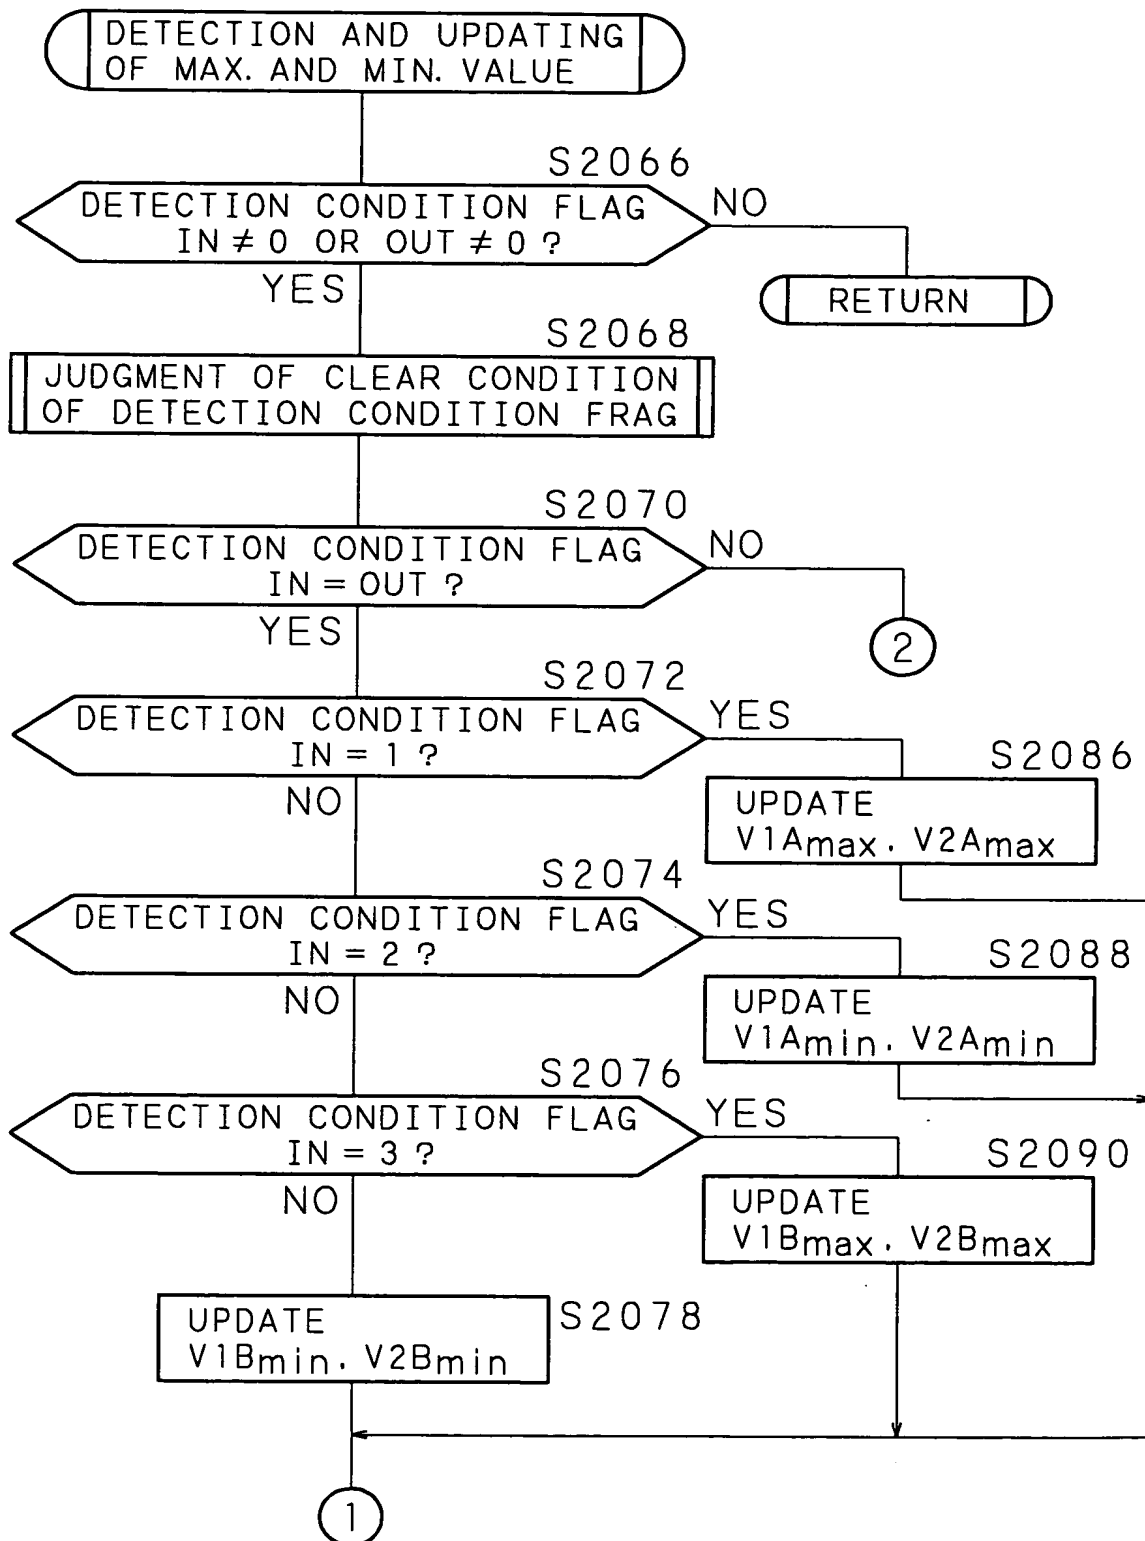 DETECTION AND UPDATING
OF MAX. AND MIN. VALUE
S2066
DETECTION CONDITION FLAG
IN ≠ 0 OR OUT ≠ 0 ?
NO
YES
RETURN
S2068
JUDGMENT OF CLEAR CONDITION
OF DETECTION CONDITION FRAG
S2070
DETECTION CONDITION FLAG
IN = OUT ?
NO
YES
2
S2072
DETECTION CONDITION FLAG
IN = 1 ?
YES
NO
S2086
UPDATE
V1Amax. V2Amax
S2074
DETECTION CONDITION FLAG
IN = 2 ?
YES
NO
S2088
UPDATE
V1Amin. V2Amin
S2076
DETECTION CONDITION FLAG
IN = 3 ?
YES
NO
S2090
UPDATE
V1Bmax. V2Bmax
S2078
UPDATE
V1Bmin. V2Bmin
1